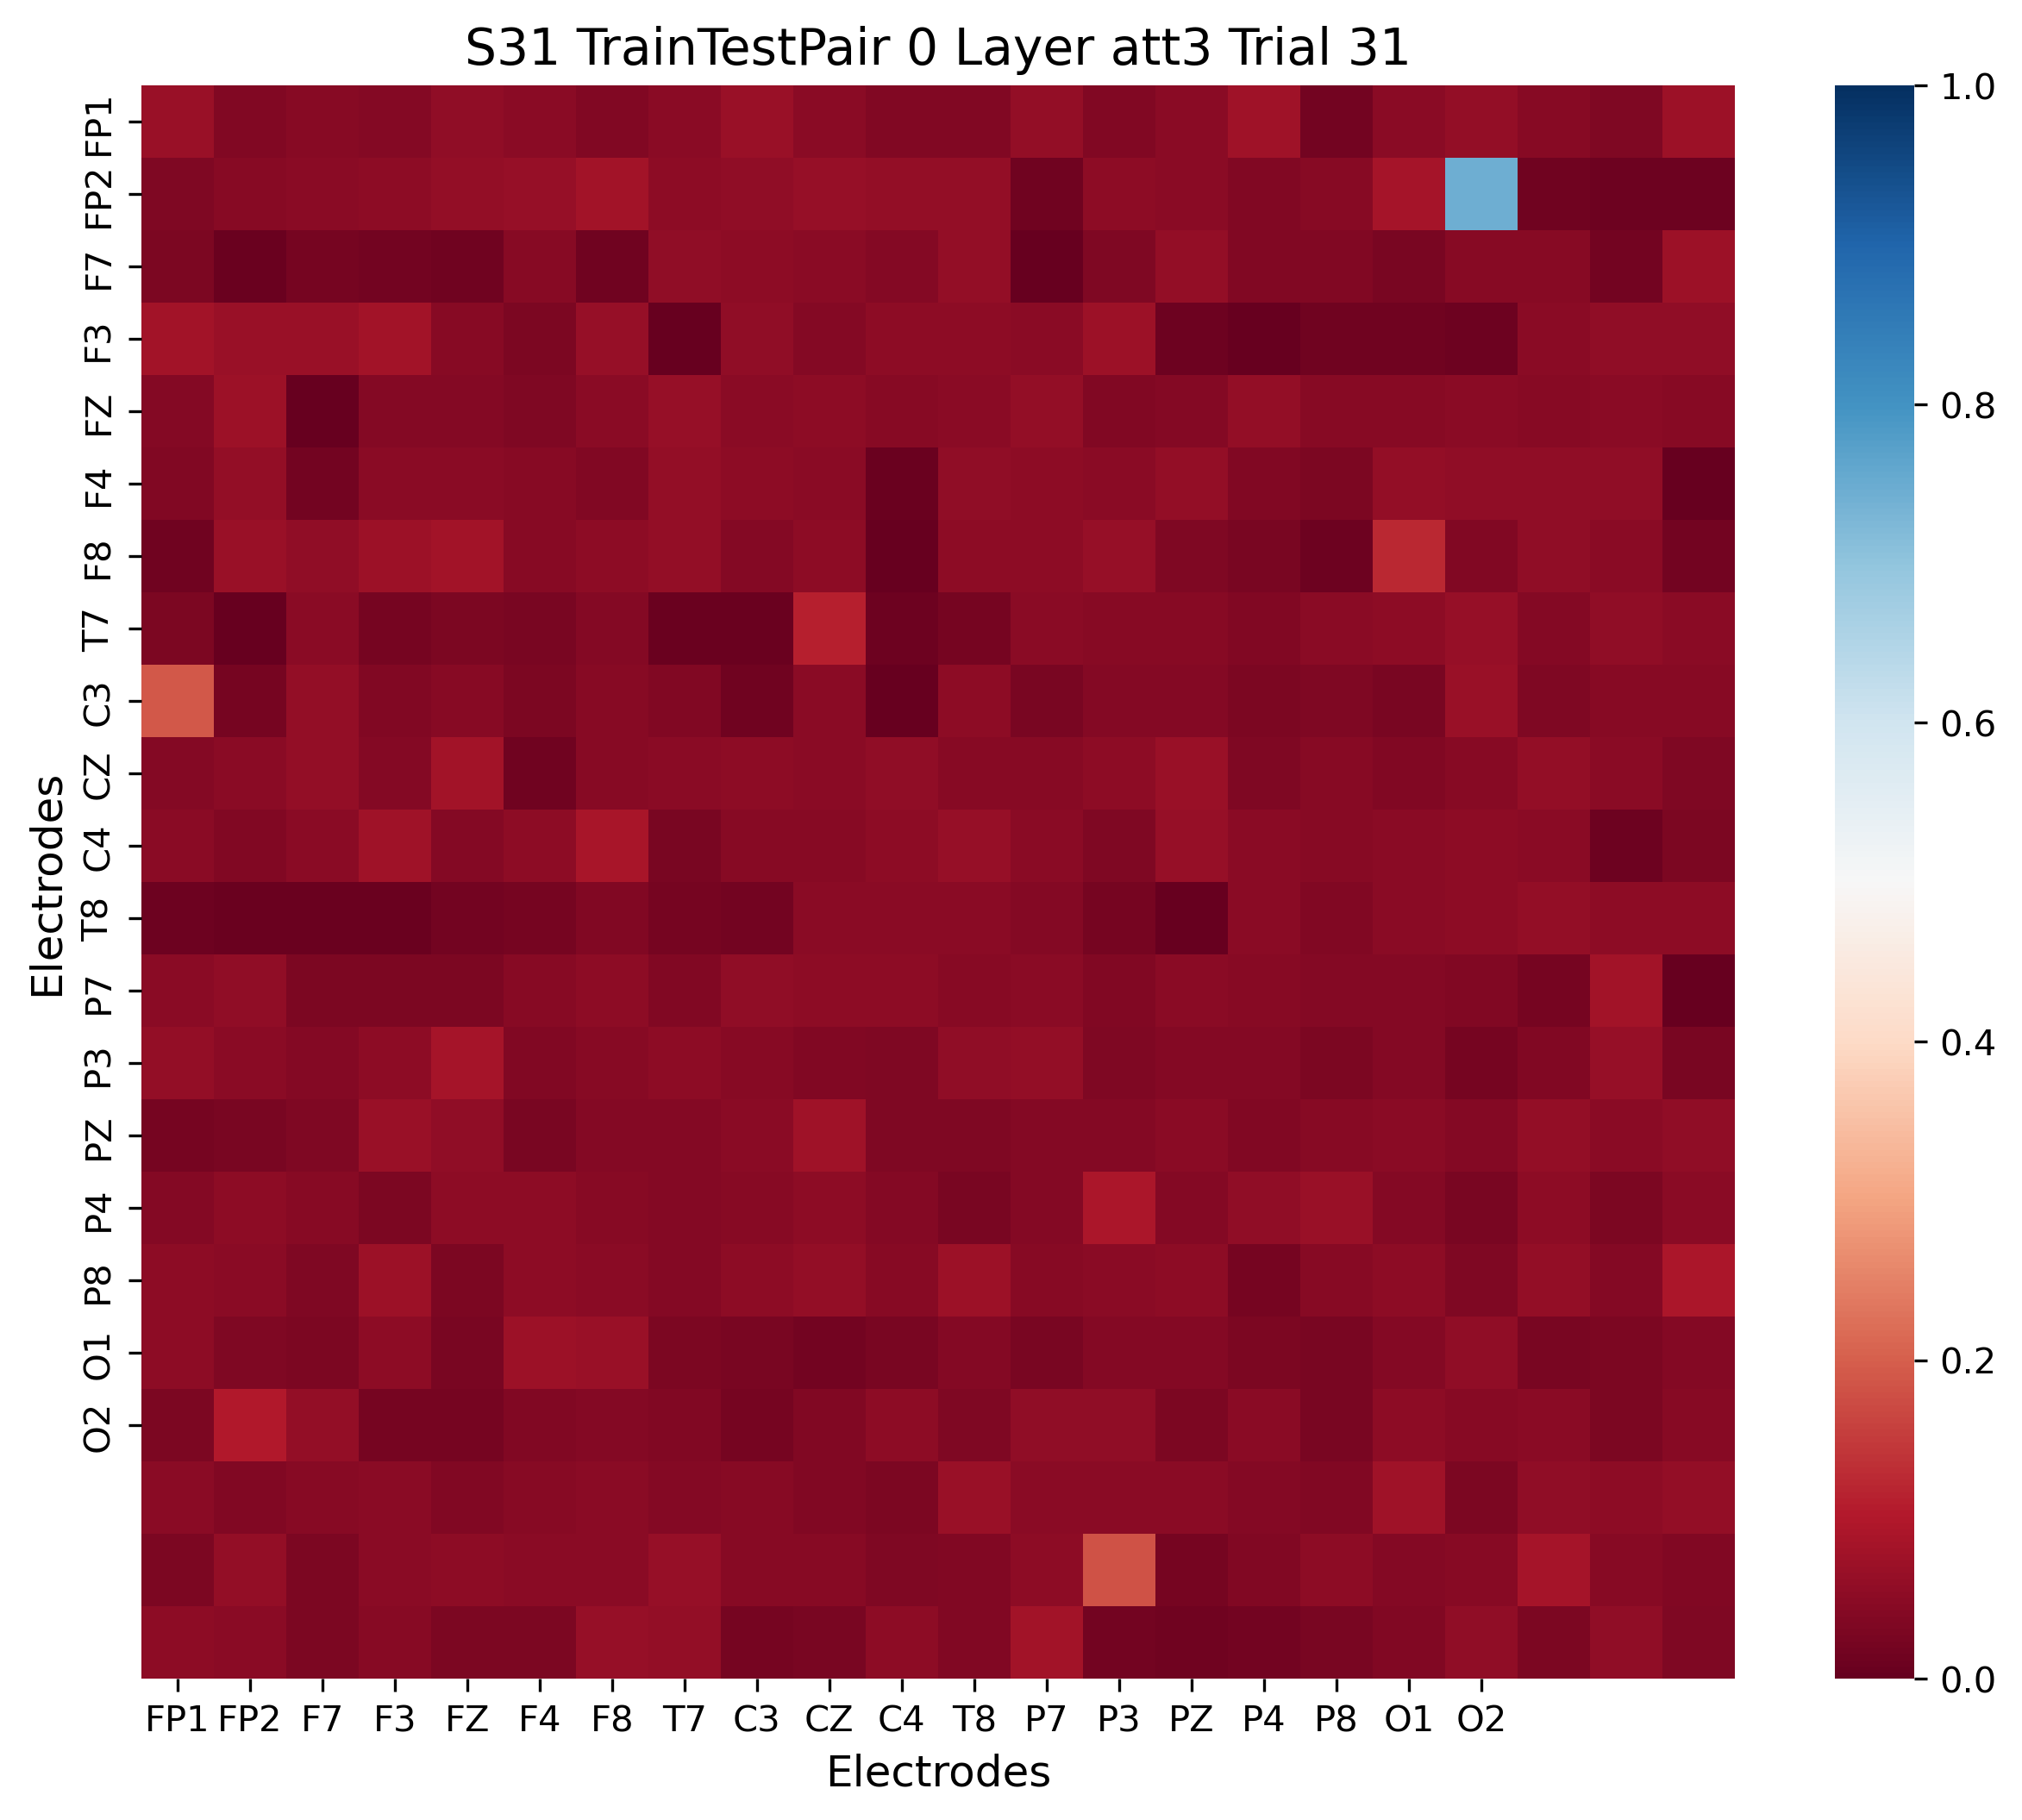 S31 TrainTestPair 0 Layer att3 Trial 31
Electrodes
FP1
FP2
F7
F3
FZ
F4
F8
T7
C3
CZ
C4
T8
P7
P3
PZ
P4
P8
O1
O2
FP1 FP2 F7 F3 FZ F4 F8 T7 C3 CZ C4 T8 P7 P3 PZ P4 P8 O1 O2
Electrodes
1.0
0.8
0.6
0.4
0.2
0.0